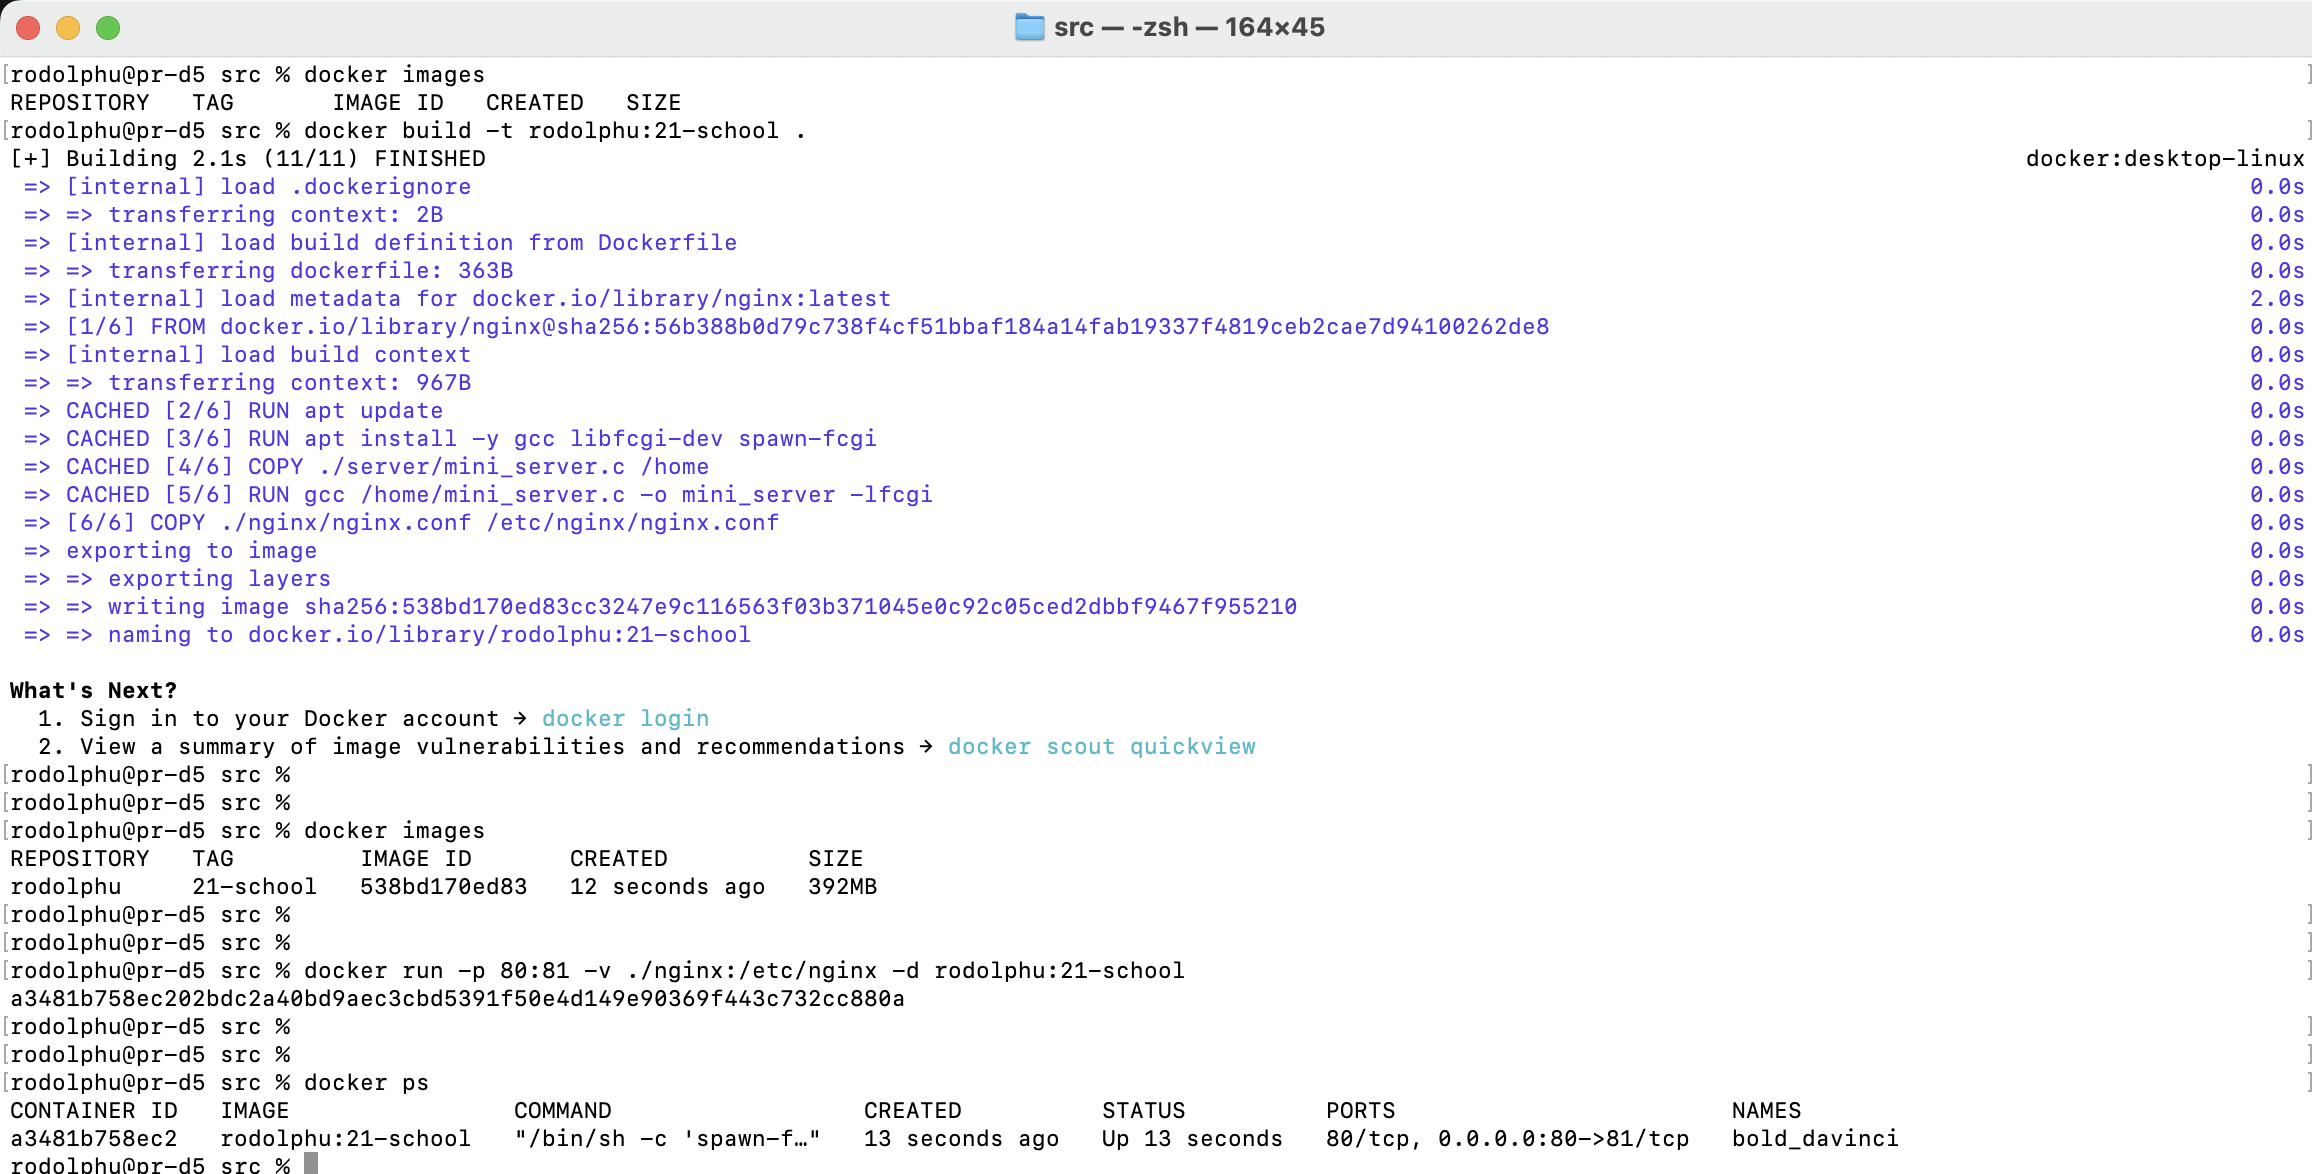 src — -zsh — 164×45
rodolphu@pr-d5 src % docker images
REPOSITORY   TAG       IMAGE ID   CREATED   SIZE
rodolphu@pr-d5 src % docker build -t rodolphu:21-school .
[+] Building 2.1s (11/11) FINISHED docker:desktop-linux
=> [internal] load .dockerignore 0.0s
=> => transferring context: 2B 0.0s
=> [internal] load build definition from Dockerfile 0.0s
=> => transferring dockerfile: 363B 0.0s
=> [internal] load metadata for docker.io/library/nginx:latest 2.0s
=> [1/6] FROM docker.io/library/nginx@sha256:56b388b0d79c738f4cf51bbaf184a14fab19337f4819ceb2cae7d94100262de8 0.0s
=> [internal] load build context 0.0s
=> => transferring context: 967B 0.0s
=> CACHED [2/6] RUN apt update 0.0s
=> CACHED [3/6] RUN apt install -y gcc libfcgi-dev spawn-fcgi 0.0s
=> CACHED [4/6] COPY ./server/mini_server.c /home 0.0s
=> CACHED [5/6] RUN gcc /home/mini_server.c -o mini_server -lfcgi 0.0s
=> [6/6] COPY ./nginx/nginx.conf /etc/nginx/nginx.conf 0.0s
=> exporting to image 0.0s
=> => exporting layers 0.0s
=> => writing image sha256:538bd170ed83cc3247e9c116563f03b371045e0c92c05ced2dbbf9467f955210 0.0s
=> => naming to docker.io/library/rodolphu:21-school 0.0s
What's Next?
1. Sign in to your Docker account → docker login
2. View a summary of image vulnerabilities and recommendations → docker scout quickview
rodolphu@pr-d5 src %
rodolphu@pr-d5 src %
rodolphu@pr-d5 src % docker images
REPOSITORY   TAG         IMAGE ID       CREATED          SIZE
rodolphu     21-school   538bd170ed83   12 seconds ago   392MB
rodolphu@pr-d5 src %
rodolphu@pr-d5 src %
rodolphu@pr-d5 src % docker run -p 80:81 -v ./nginx:/etc/nginx -d rodolphu:21-school
a3481b758ec202bdc2a40bd9aec3cbd5391f50e4d149e90369f443c732cc880a
rodolphu@pr-d5 src %
rodolphu@pr-d5 src %
rodolphu@pr-d5 src % docker ps
CONTAINER ID   IMAGE                COMMAND                  CREATED          STATUS          PORTS                        NAMES
a3481b758ec2   rodolphu:21-school   "/bin/sh -c 'spawn-f…"   13 seconds ago   Up 13 seconds   80/tcp, 0.0.0.0:80->81/tcp   bold_davinci
rodolphu@pr-d5 src %